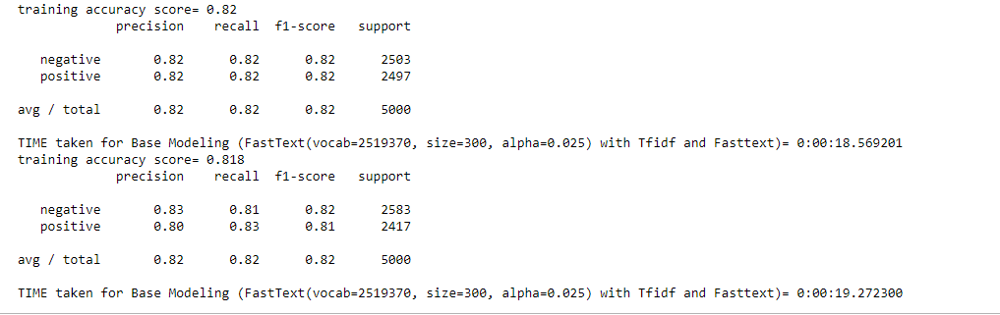 training accuracy score= 0.82
precision recall f1-score support
negative 0.82 0.82 0.82 2503
positive 0.82 0.82 0.82 2497
avg / total 0.82 0.82 0.82 5000
TIME taken for Base Modeling (FastText(vocab=2519370, size=300, alpha=0.025) with Tfidf and Fasttext)= 0:00:18.569201
training accuracy score= 0.818
precision recall f1-score support
negative 0.83 0.81 0.82 2583
positive 0.80 0.83 0.81 2417
avg / total 0.82 0.82 0.82 5000
TIME taken for Base Modeling (FastText(vocab=2519370, size=300, alpha=0.025) with Tfidf and Fasttext)= 0:00:19.272300